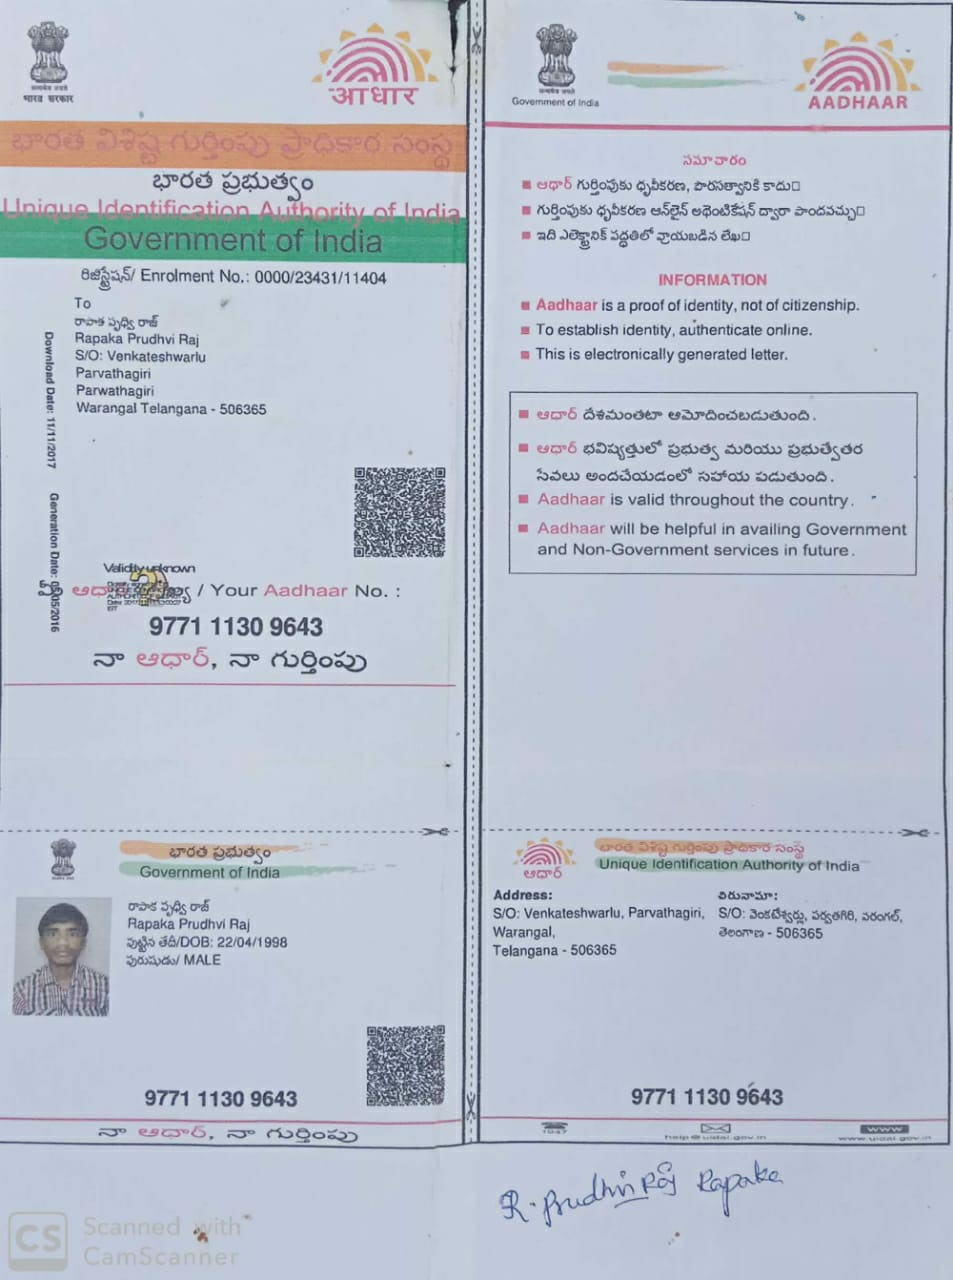 भारत सरकार
आधार
భారత విశిష్ట గుర్తింపు ప్రాధికార సంస్థ
భారత ప్రభుత్వం
Unique Identification Authority of India
Government of India
రిజిస్ట్రేషన్/ Enrolment No.: 0000/23431/11404
To
రాపాక పృధ్వి రాజ్
Rapaka Prudhvi Raj
S/O: Venkateshwarlu
Parvathagiri
Parwathagiri
Warangal Telangana - 506365
Download Date: 11/11/2017
Generation Date: 05/05/2016
Validity unknown
/ Your Aadhaar No. :
9771 1130 9643
నా ఆధార్, నా గుర్తింపు
భారత ప్రభుత్వం
Government of India
రాపాక పృధ్వి రాజ్
Rapaka Prudhvi Raj
పుట్టిన తేదీ/DOB: 22/04/1998
పురుషుడు/ MALE
9771 1130 9643
నా ఆధార్, నా గుర్తింపు
Government of India
AADHAAR
సమాచారం
ఆధార్ గుర్తింపుకు ధృవీకరణ, పౌరసత్వానికి కాదు
గుర్తింపుకు ధృవీకరణ ఆన్‌లైన్ అథెంటికేషన్ ద్వారా పొందవచ్చు
ఇది ఎలెక్ట్రానిక్ పద్ధతిలో వ్రాయబడిన లేఖ
INFORMATION
Aadhaar is a proof of identity, not of citizenship.
To establish identity, authenticate online.
This is electronically generated letter.
ఆధార్ దేశమంతటా ఆమోదించబడుతుంది.
ఆధార్ భవిష్యత్తులో ప్రభుత్వ మరియు ప్రభుత్వేతర
సేవలు అందచేయడంలో సహాయ పడుతుంది.
Aadhaar is valid throughout the country.
Aadhaar will be helpful in availing Government
and Non-Government services in future.
ఆధార్
భారత విశిష్ట గుర్తింపు ప్రాధికార సంస్థ
Unique Identification Authority of India
Address:
S/O: Venkateshwarlu, Parvathagiri,
Warangal,
Telangana - 506365
చిరునామా:
S/O: వెంకటేశ్వర్లు, పర్వతగిరి, వరంగల్,
తెలంగాణ - 506365
9771 1130 9643
1947
help@uidai.gov.in
www
www.uidai.gov.in
R. Prudhvi Raj Rapaka
CS
Scanned with
CamScanner